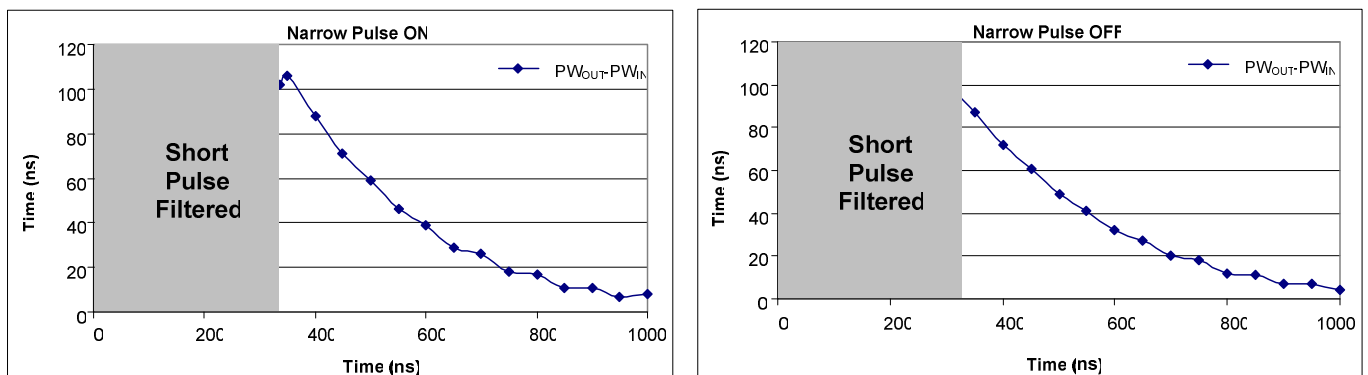 Narrow Pulse ON
120
100
80
60
40
20
0
Time (ns)
Short
Pulse
Filtered
PWOUT-PWIN
0
200
400
600
800
1000
Time (ns)
Narrow Pulse OFF
120
100
80
60
40
20
0
Time (ns)
Short
Pulse
Filtered
PWOUT-PWIN
0
200
400
600
800
1000
Time (ns)